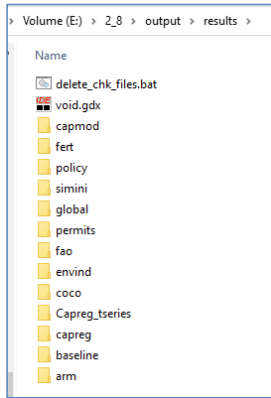 Volume (E:) > 2_8 > output > results >
Name
delete_chk_files.bat
void.gdx
capmod
fert
policy
simini
global
permits
fao
envind
coco
Capreg_tseries
capreg
baseline
arm